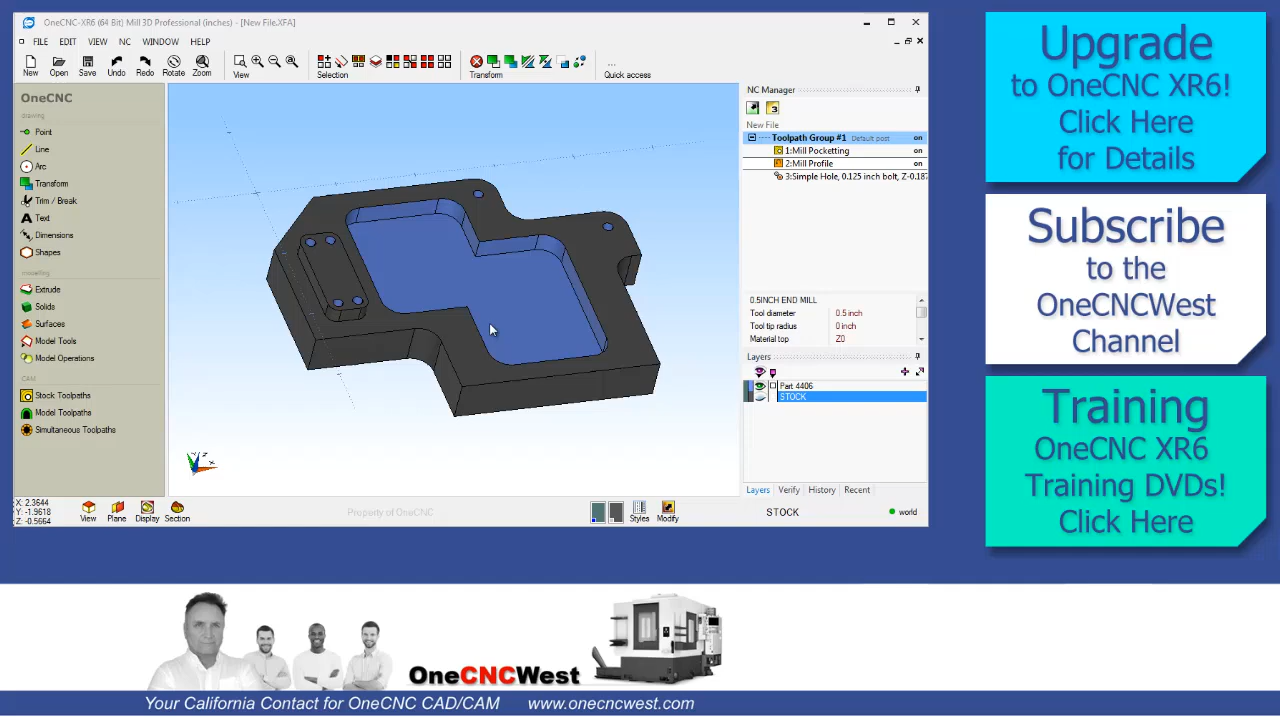 OneCNC-XR6 (64 Bit) Mill 3D Professional (inches) - [New File.XFA]
FILE EDIT VIEW NC WINDOW HELP
New Open Save Undo Redo Rotate Zoom View Selection Transform ... Quick access
OneCNC
drawing
Point
Line
Arc
Transform
Trim / Break
Text
Dimensions
Shapes
modelling
Extrude
Solids
Surfaces
Model Tools
Model Operations
CAM
Stock Toolpaths
Model Toolpaths
Simultaneous Toolpaths
NC Manager
New File
Toolpath Group #1 Default post on
1:Mill Pocketting on
2:Mill Profile on
3:Simple Hole, 0.125 inch bolt, Z-0.187
0.5INCH END MILL
Tool diameter 0.5 inch
Tool tip radius 0 inch
Material top Z0
Layers
Part 4406
STOCK
Layers Verify History Recent
X: 2.3644
Y: -1.9618
Z: -0.5664
View Plane Display Section
Property of OneCNC
Styles Modify
STOCK
world
Upgrade
to OneCNC XR6!
Click Here
for Details
Subscribe
to the
OneCNCWest
Channel
Training
OneCNC XR6
Training DVDs!
Click Here
OneCNCWest
Your California Contact for OneCNC CAD/CAM www.onecncwest.com